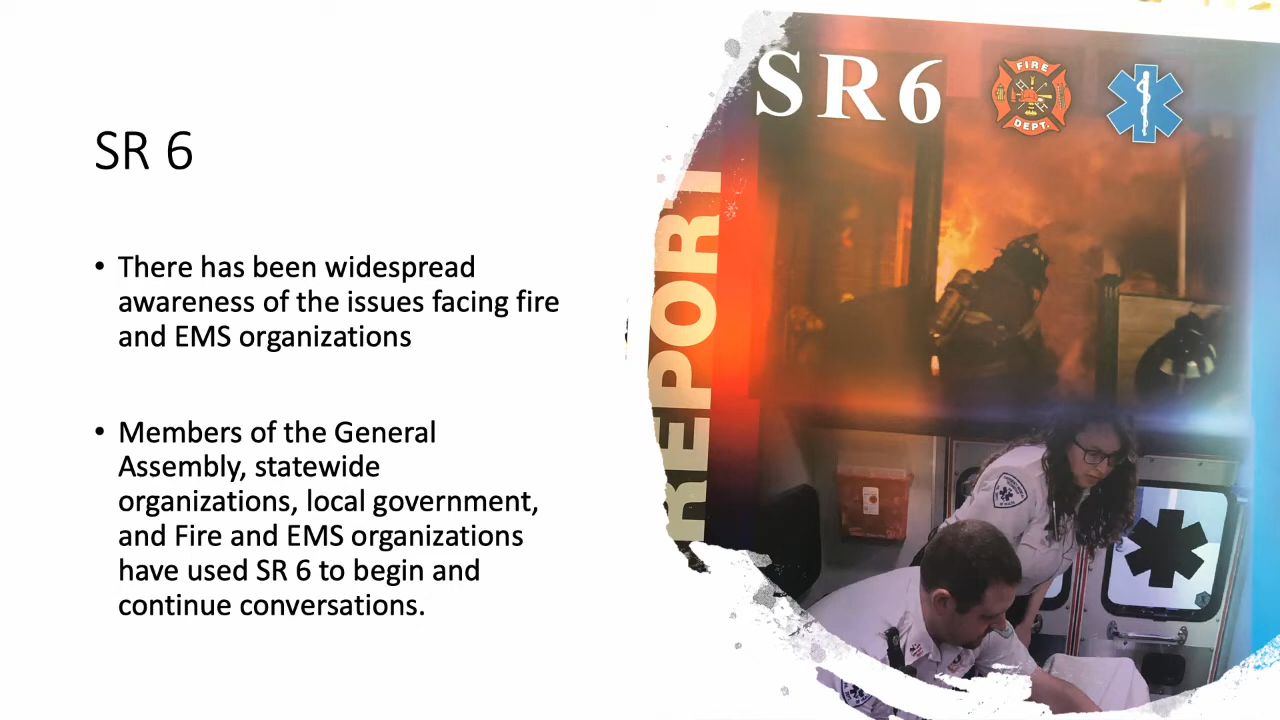 SR 6
• There has been widespread
awareness of the issues facing fire
and EMS organizations
• Members of the General
Assembly, statewide
organizations, local government,
and Fire and EMS organizations
have used SR 6 to begin and
continue conversations.
SR6
FIRE
DEPT.
REPORT